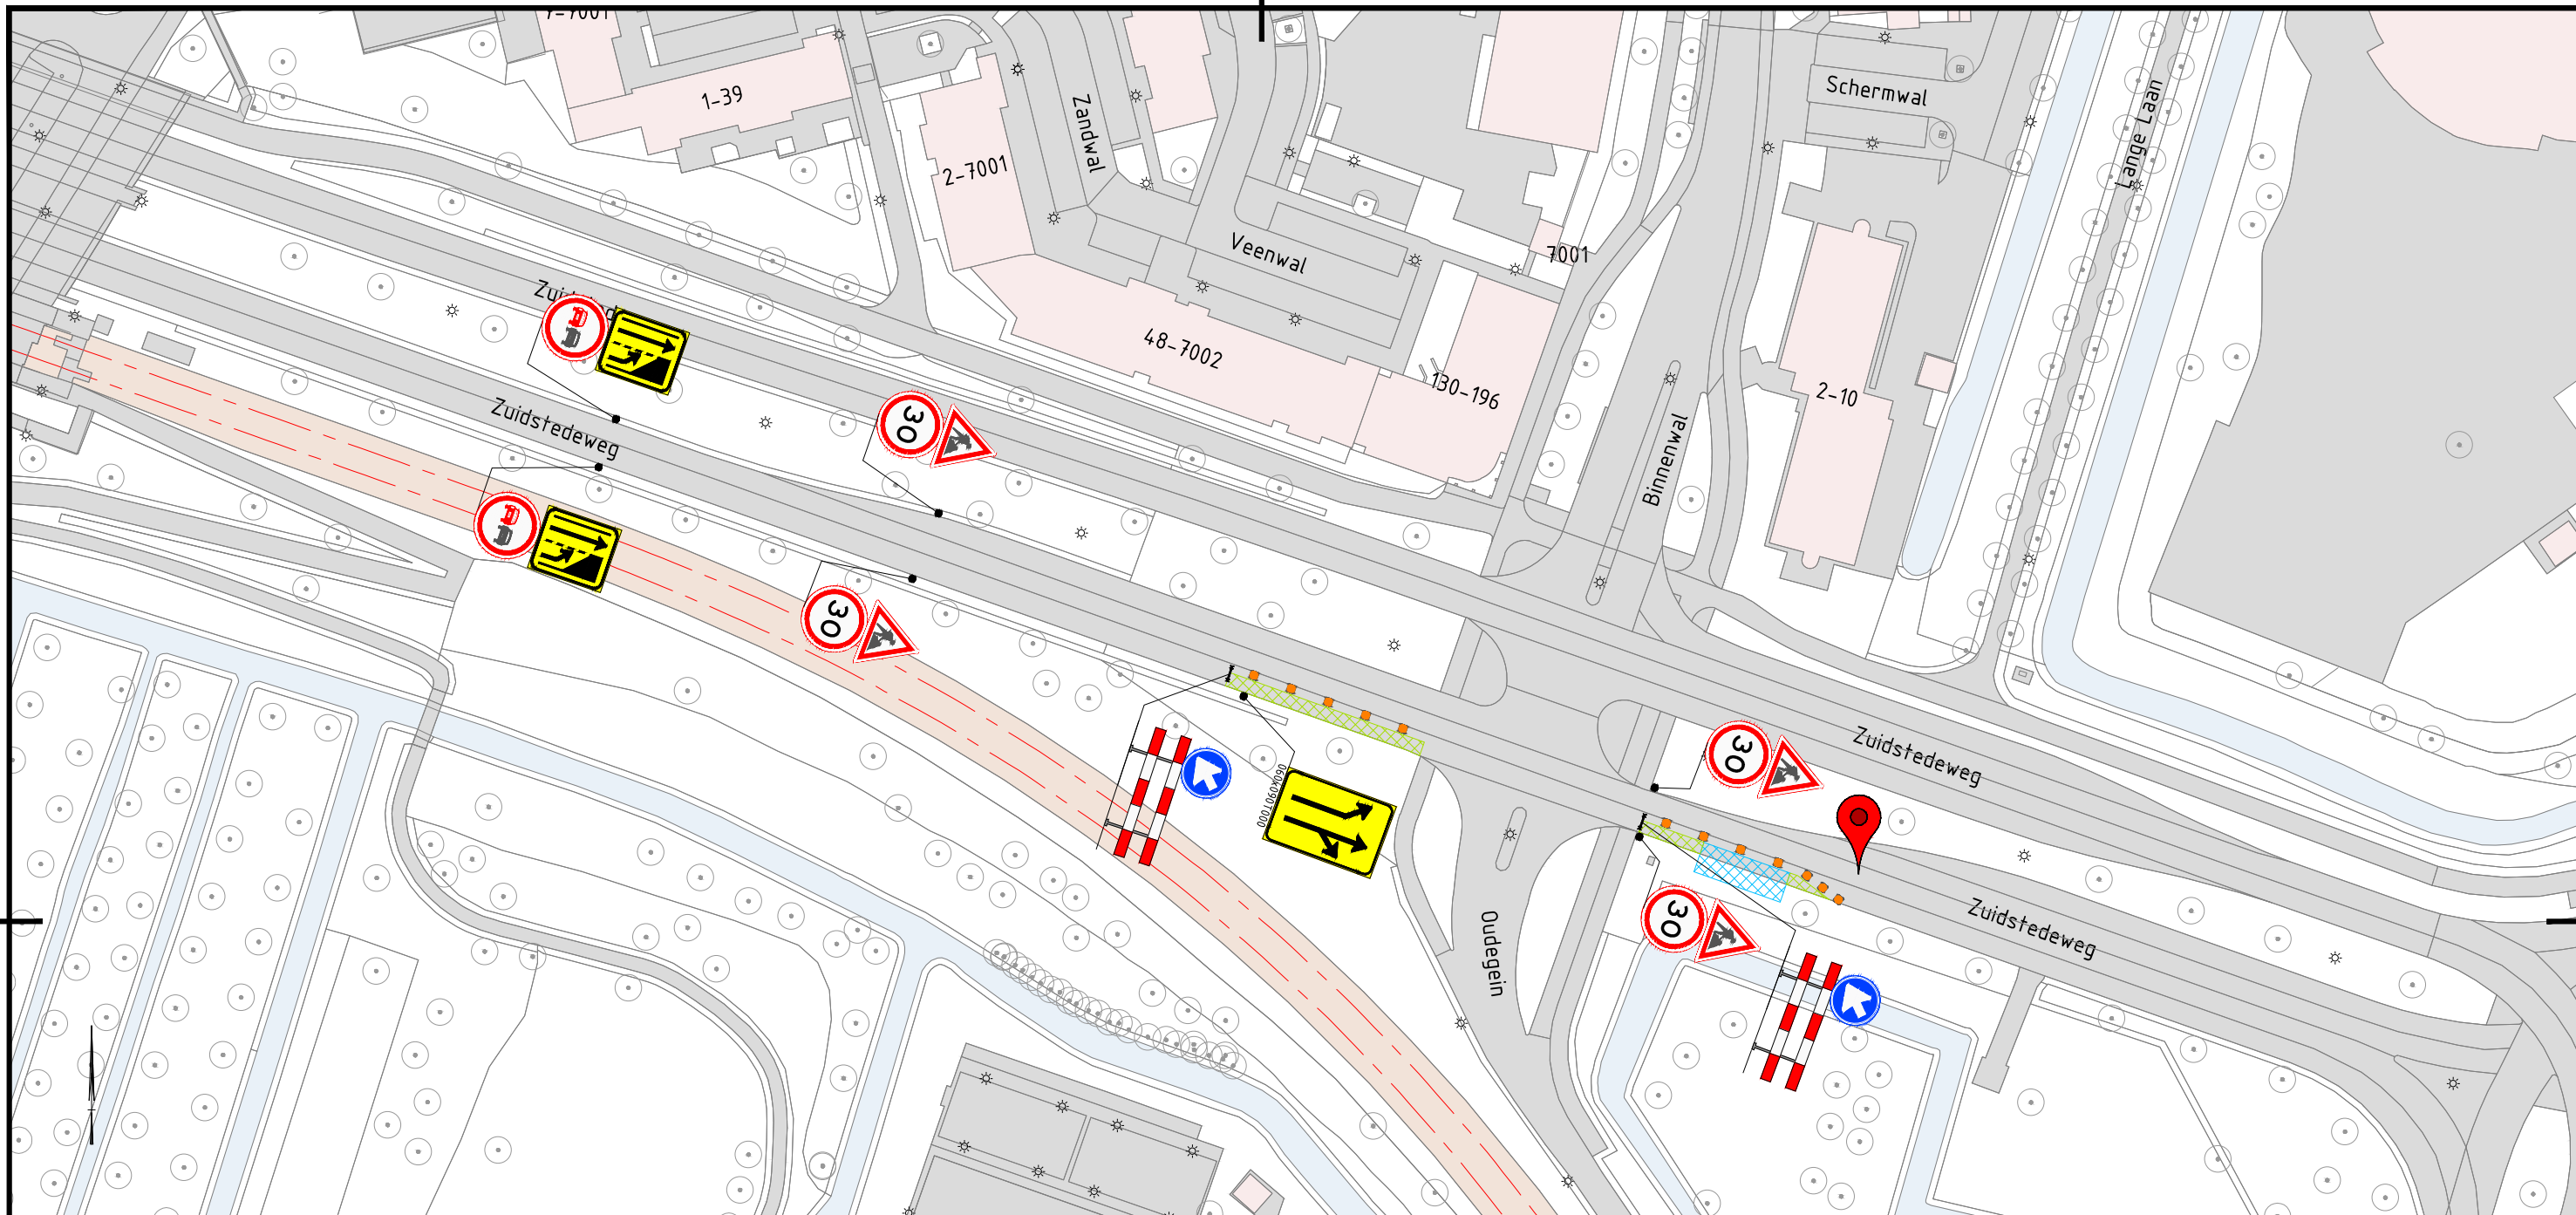 1-39
Zandwal
Schermwal
Lange Laan
2-7001
Veenwal
7001
48-7002
130-196
2-10
Zuidstedeweg
Binnenwal
30
30
30
30
Zuidstedeweg
060K090T000
Oudegein
Zuidstedeweg